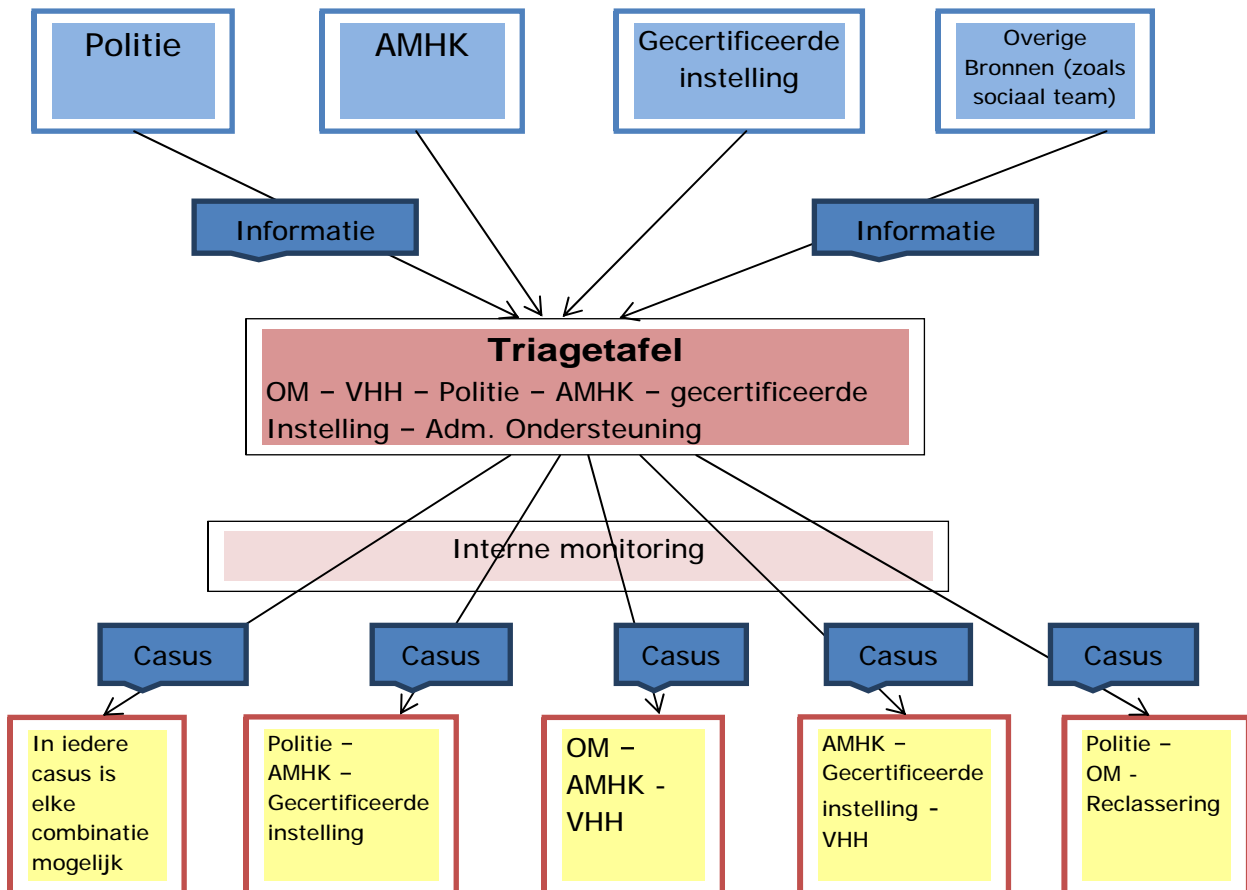 Politie
AMHK
Gecertificeerde
instelling
Overige
Bronnen (zoals
sociaal team)
Informatie
Informatie
Triagetafel
OM – VHH – Politie – AMHK – gecertificeerde
Instelling – Adm. Ondersteuning
Interne monitoring
Casus
Casus
Casus
Casus
Casus
In iedere
casus is
elke
combinatie
mogelijk
Politie –
AMHK –
Gecertificeerde
instelling
OM –
AMHK -
VHH
AMHK –
Gecertificeerde
instelling -
VHH
Politie –
OM -
Reclassering